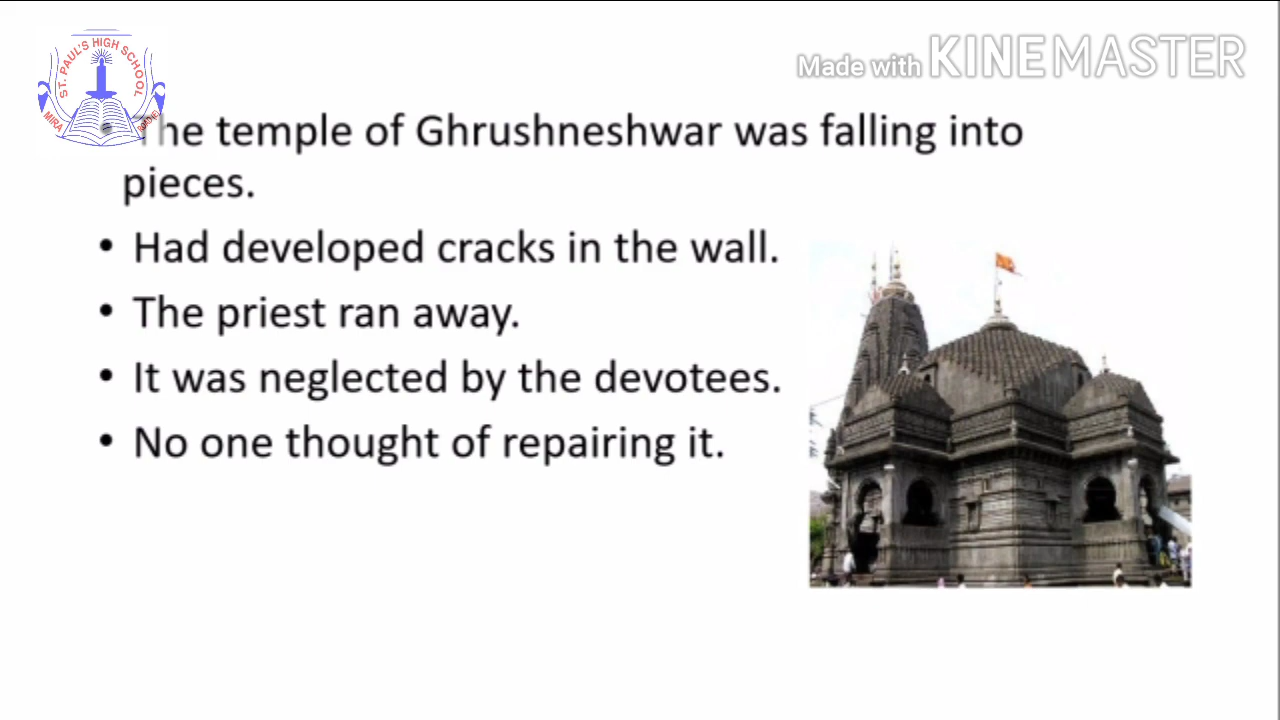 ST. PAUL'S HIGH SCHOOL
MIRA
Made with KINEMASTER
The temple of Ghrushneshwar was falling into
pieces.
• Had developed cracks in the wall.
• The priest ran away.
• It was neglected by the devotees.
• No one thought of repairing it.